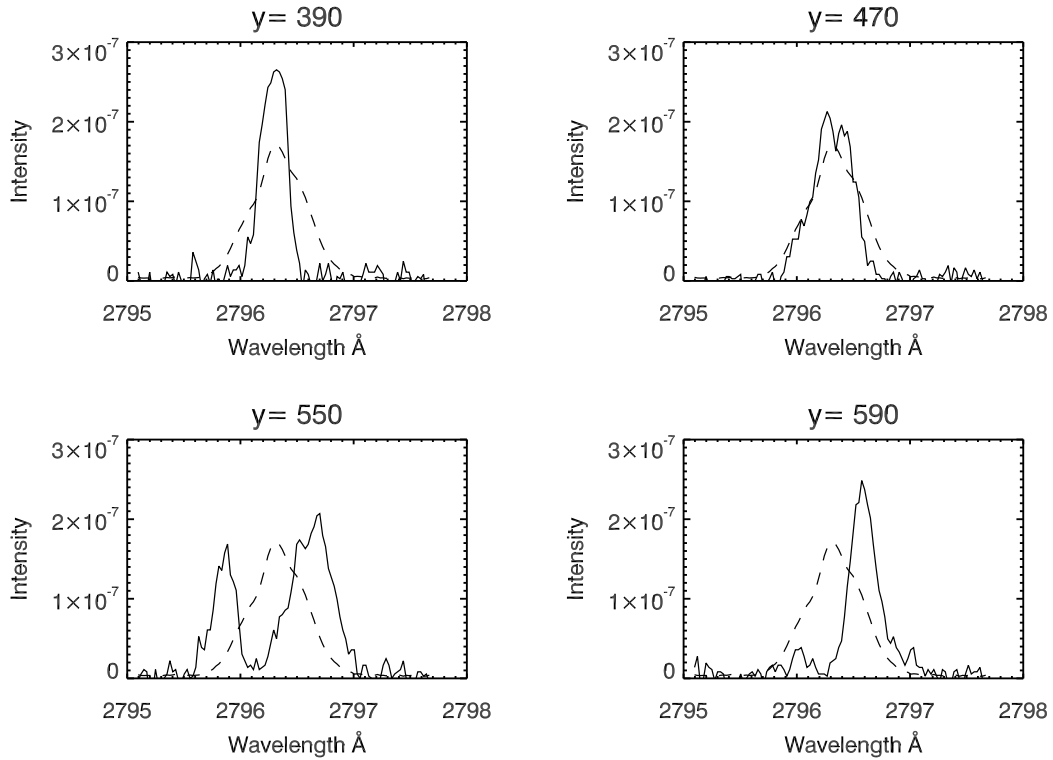 y= 390
3×10⁻⁷
2×10⁻⁷
1×10⁻⁷
0
Intensity
2795 2796 2797 2798
Wavelength Å
y= 470
3×10⁻⁷
2×10⁻⁷
1×10⁻⁷
0
Intensity
2795 2796 2797 2798
Wavelength Å
y= 550
3×10⁻⁷
2×10⁻⁷
1×10⁻⁷
0
Intensity
2795 2796 2797 2798
Wavelength Å
y= 590
3×10⁻⁷
2×10⁻⁷
1×10⁻⁷
0
Intensity
2795 2796 2797 2798
Wavelength Å